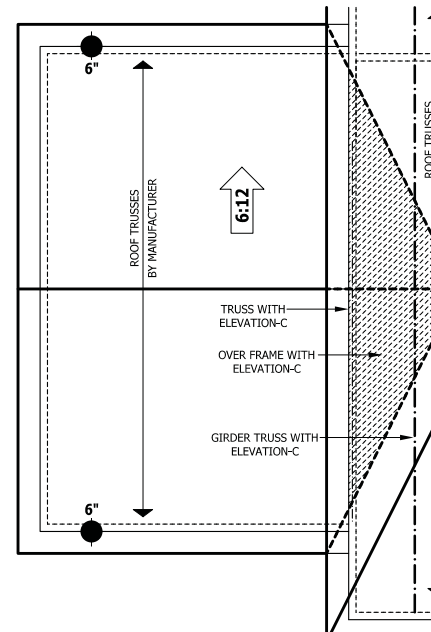 6"
ROOF TRUSSES
BY MANUFACTURER
6:12
ROOF TRUSSES
TRUSS WITH
ELEVATION-C
OVER FRAME WITH
ELEVATION-C
GIRDER TRUSS WITH
ELEVATION-C
6"